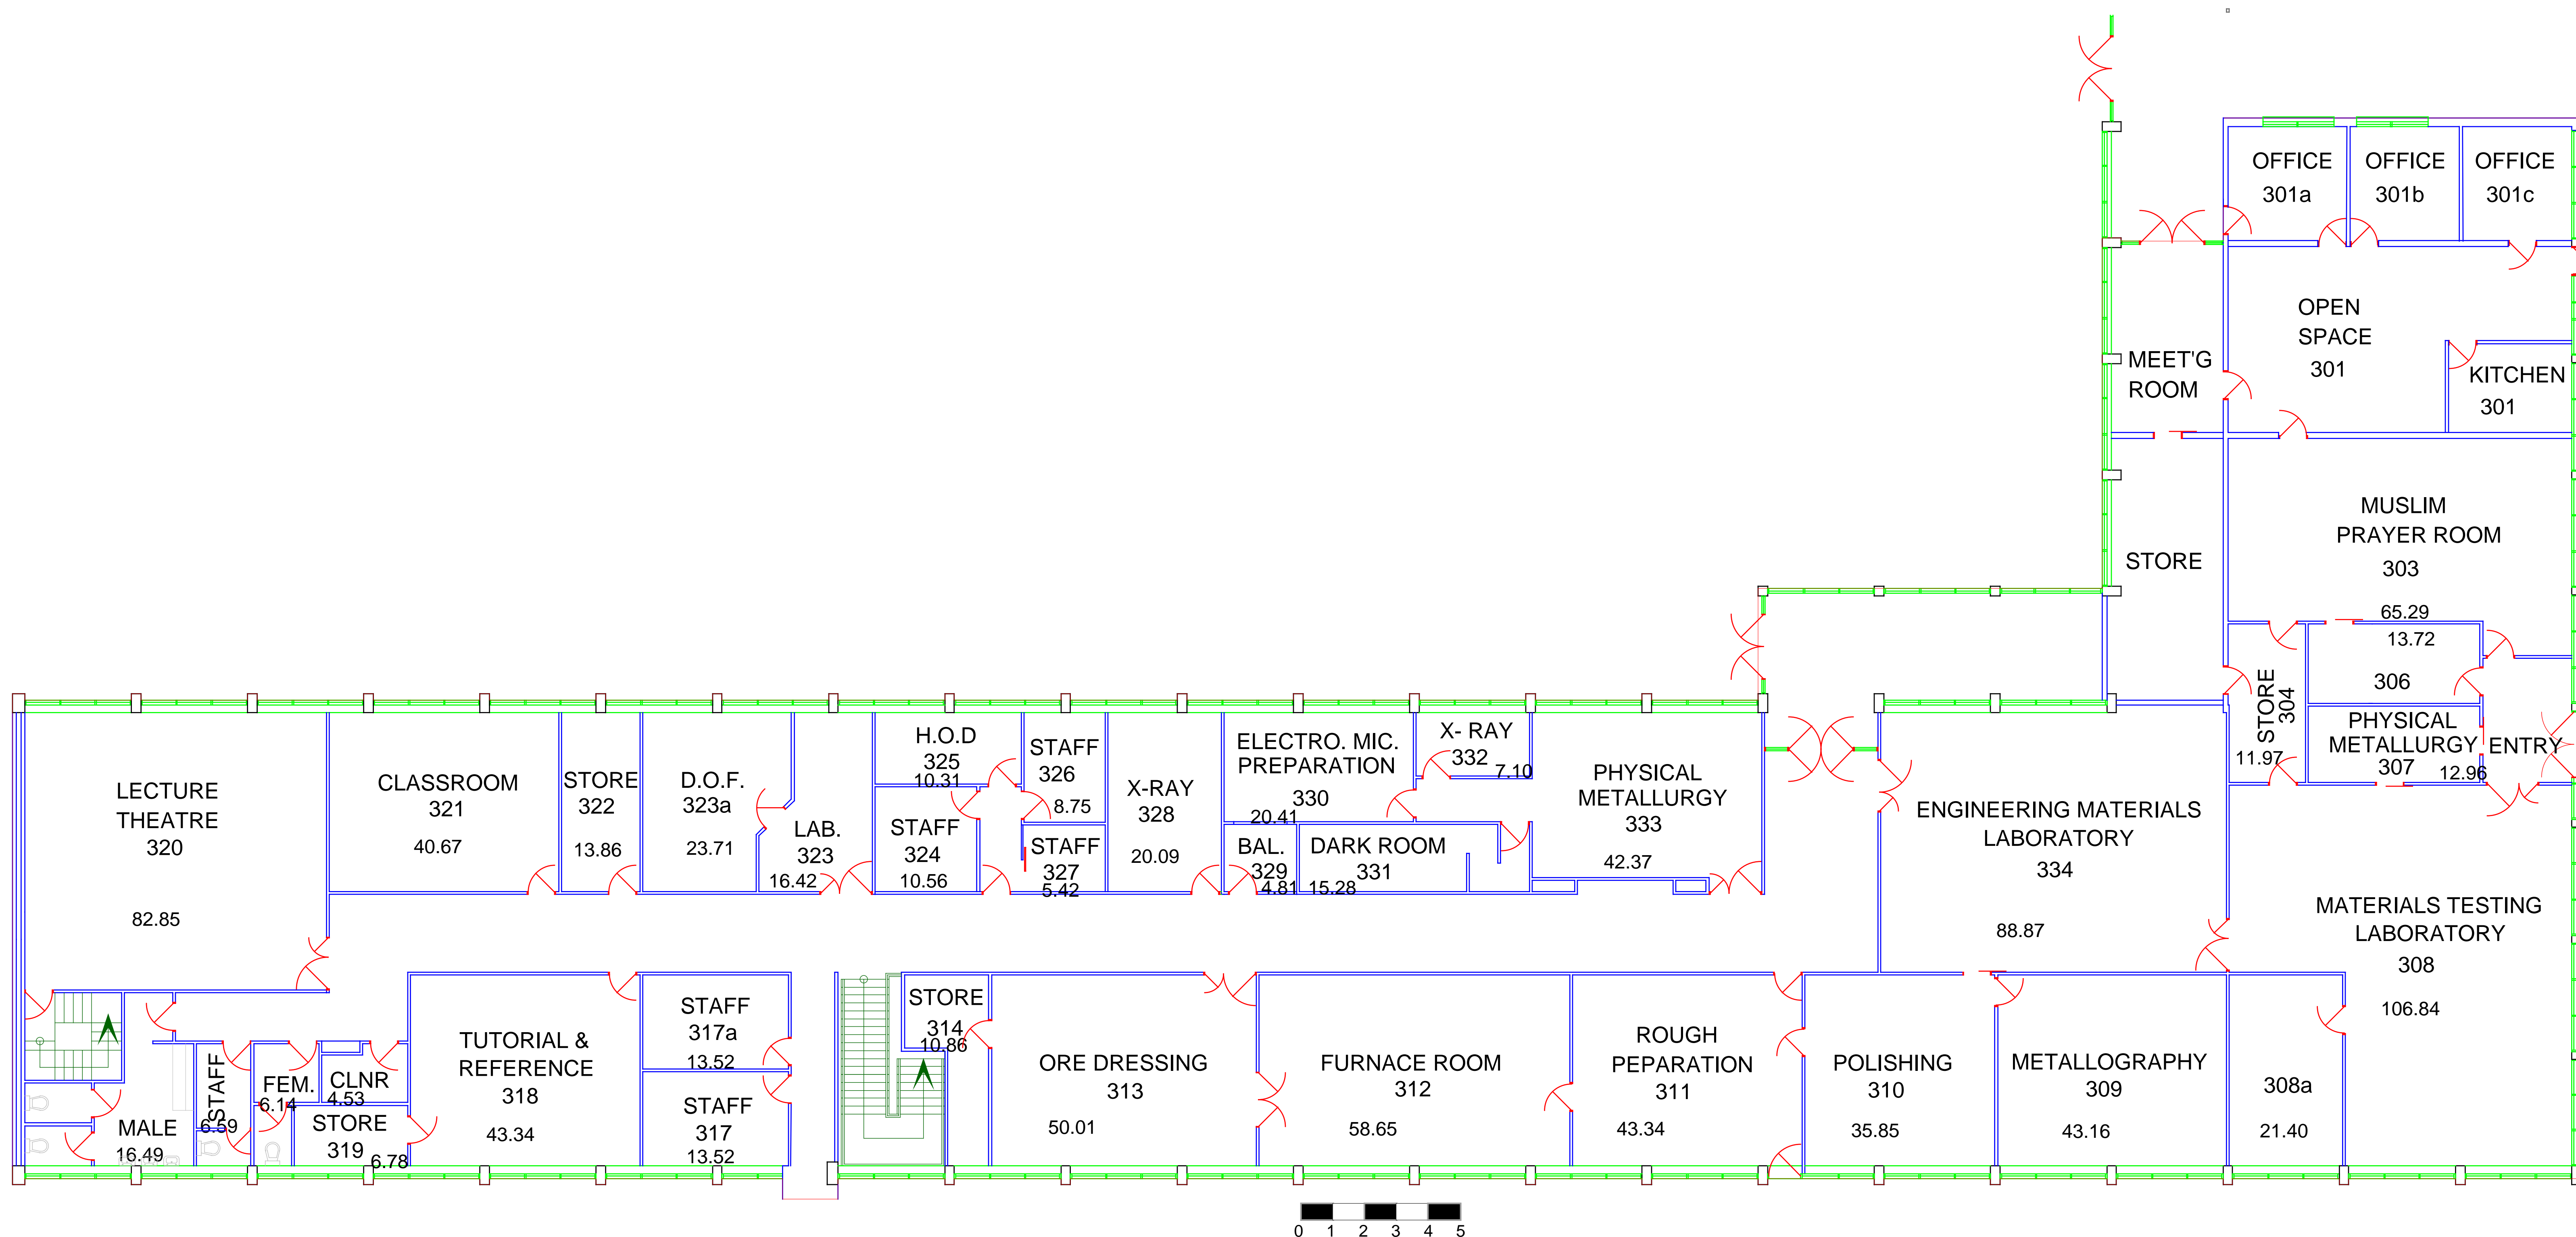 OFFICE
301a
OFFICE
301b
OFFICE
301c
OPEN
SPACE
301
MEET'G
ROOM
KITCHEN
301
MUSLIM
PRAYER ROOM
303
65.29
STORE
13.72
306
STORE
304
11.97
PHYSICAL
METALLURGY
307
12.96
ENTRY
LECTURE
THEATRE
320
82.85
CLASSROOM
321
40.67
STORE
322
13.86
D.O.F.
323a
23.71
LAB.
323
16.42
H.O.D
325
10.31
STAFF
324
10.56
STAFF
326
8.75
STAFF
327
5.42
X-RAY
328
20.09
ELECTRO. MIC.
PREPARATION
330
20.41
BAL.
329
4.81
DARK ROOM
331
15.28
X- RAY
332
7.10
PHYSICAL
METALLURGY
333
42.37
ENGINEERING MATERIALS
LABORATORY
334
88.87
MATERIALS TESTING
LABORATORY
308
106.84
MALE
16.49
STAFF
6.59
FEM.
6.14
CLNR
4.53
STORE
319
6.78
TUTORIAL &
REFERENCE
318
43.34
STAFF
317a
13.52
STAFF
317
13.52
STORE
314
10.86
ORE DRESSING
313
50.01
FURNACE ROOM
312
58.65
ROUGH
PEPARATION
311
43.34
POLISHING
310
35.85
METALLOGRAPHY
309
43.16
308a
21.40
0 1 2 3 4 5